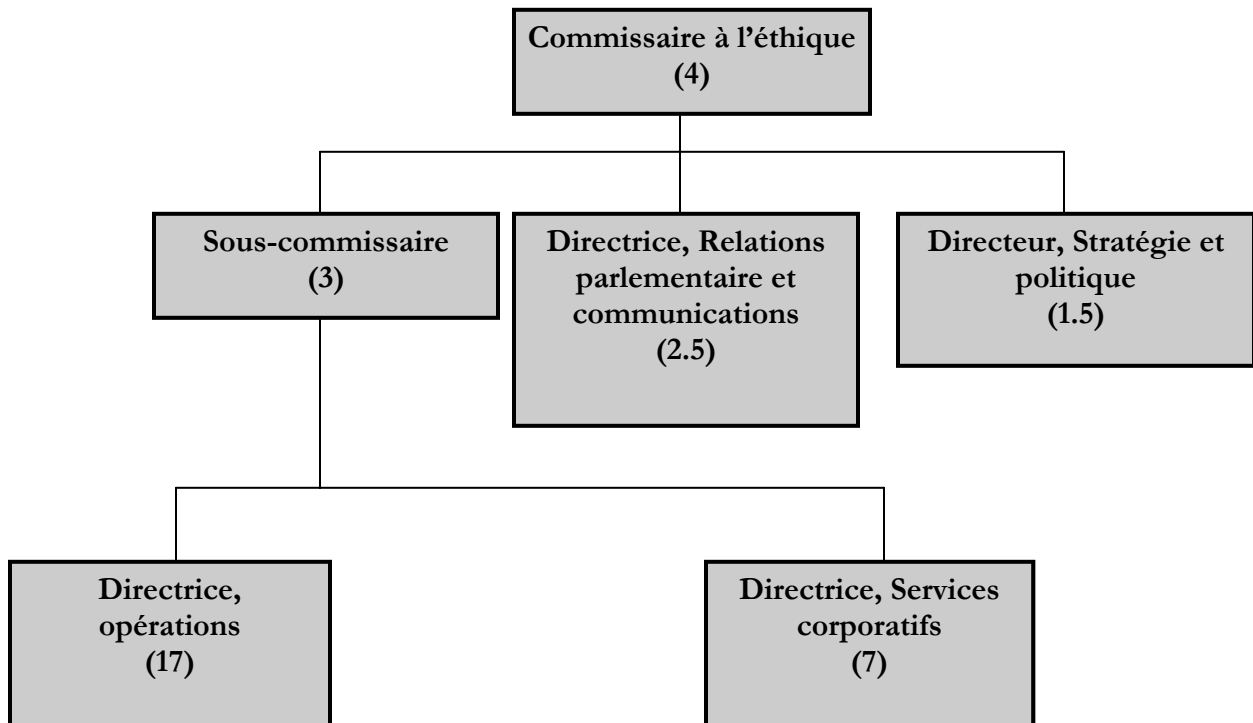 Commissaire à l’éthique
(4)
Sous-commissaire
(3)
Directrice, Relations
parlementaire et
communications
(2.5)
Directeur, Stratégie et
politique
(1.5)
Directrice,
opérations
(17)
Directrice, Services
corporatifs
(7)